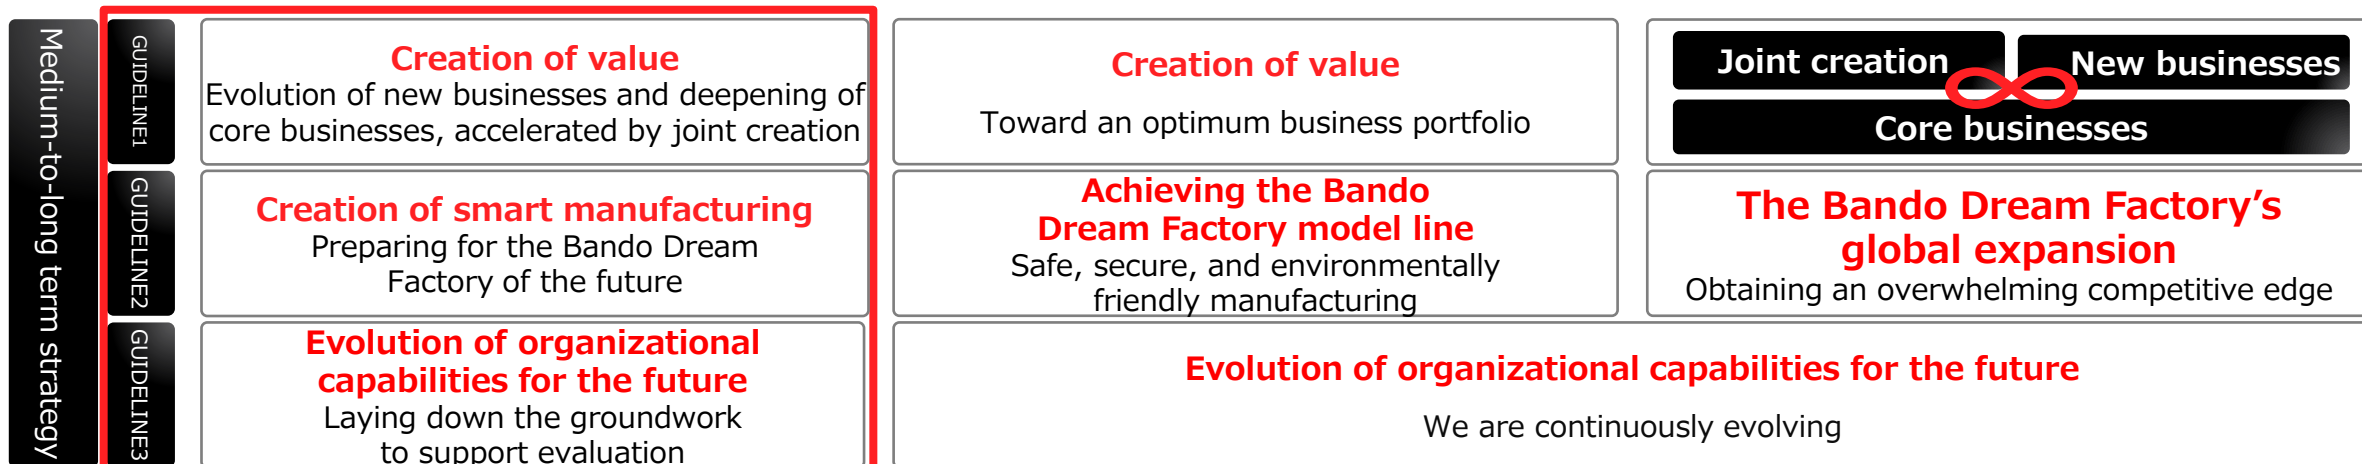 Medium-to-long term strategy
GUIDELINE1
Creation of value
Evolution of new businesses and deepening of
core businesses, accelerated by joint creation
Creation of value
Toward an optimum business portfolio
Joint creation
New businesses
Core businesses
GUIDELINE2
Creation of smart manufacturing
Preparing for the Bando Dream
Factory of the future
Achieving the Bando
Dream Factory model line
Safe, secure, and environmentally
friendly manufacturing
The Bando Dream Factory’s
global expansion
Obtaining an overwhelming competitive edge
GUIDELINE3
Evolution of organizational
capabilities for the future
Laying down the groundwork
to support evaluation
Evolution of organizational capabilities for the future
We are continuously evolving